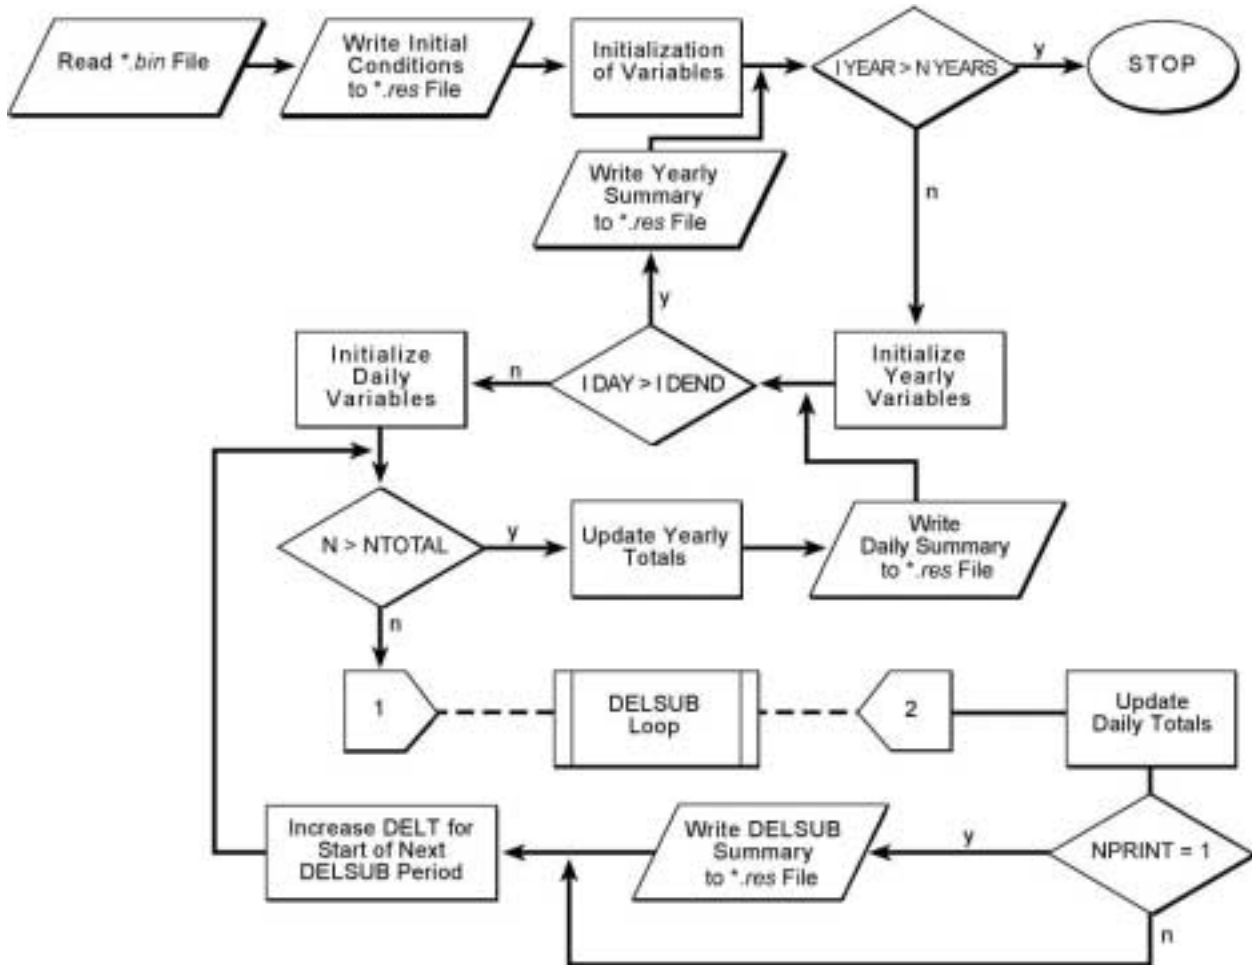 Read *.bin File
Write Initial
Conditions
to *.res File
Initialization
of Variables
I YEAR > N YEARS
y
STOP
n
Write Yearly
Summary
to *.res File
y
Initialize
Daily
Variables
n
I DAY > I DEND
Initialize
Yearly
Variables
N > NTOTAL
y
Update Yearly
Totals
Write
Daily Summary
to *.res File
n
1
DELSUB
Loop
2
Update
Daily Totals
Increase DELT for
Start of Next
DELSUB Period
Write DELSUB
Summary
to *.res File
y
NPRINT = 1
n